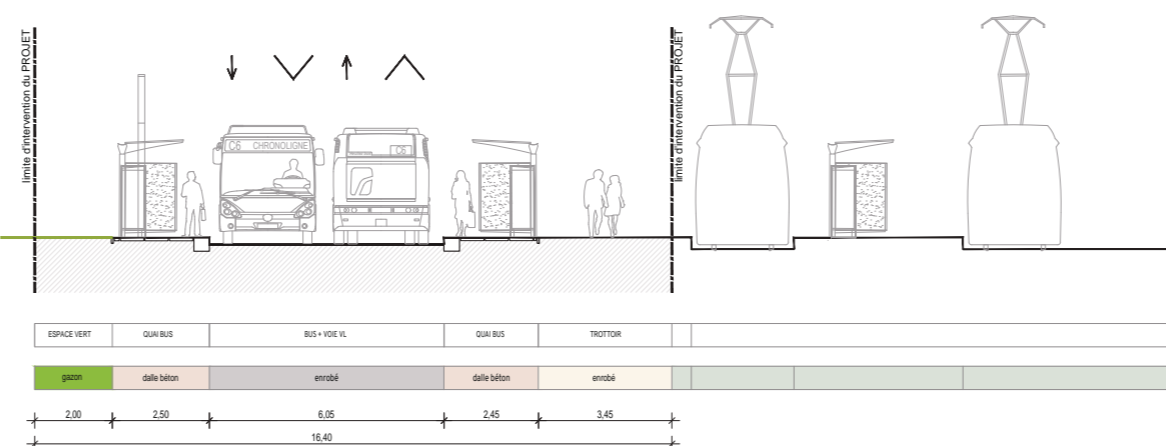 limite d'intervention du PROJET
limite d'intervention du PROJET
C6 CHRONOLIGNE
C6
ESPACE VERT
QUAI BUS
BUS + VOIE VL
QUAI BUS
TROTTOIR
gazon
dalle béton
enrobé
dalle béton
enrobé
2,00
2,50
6,05
2,45
3,45
16,40